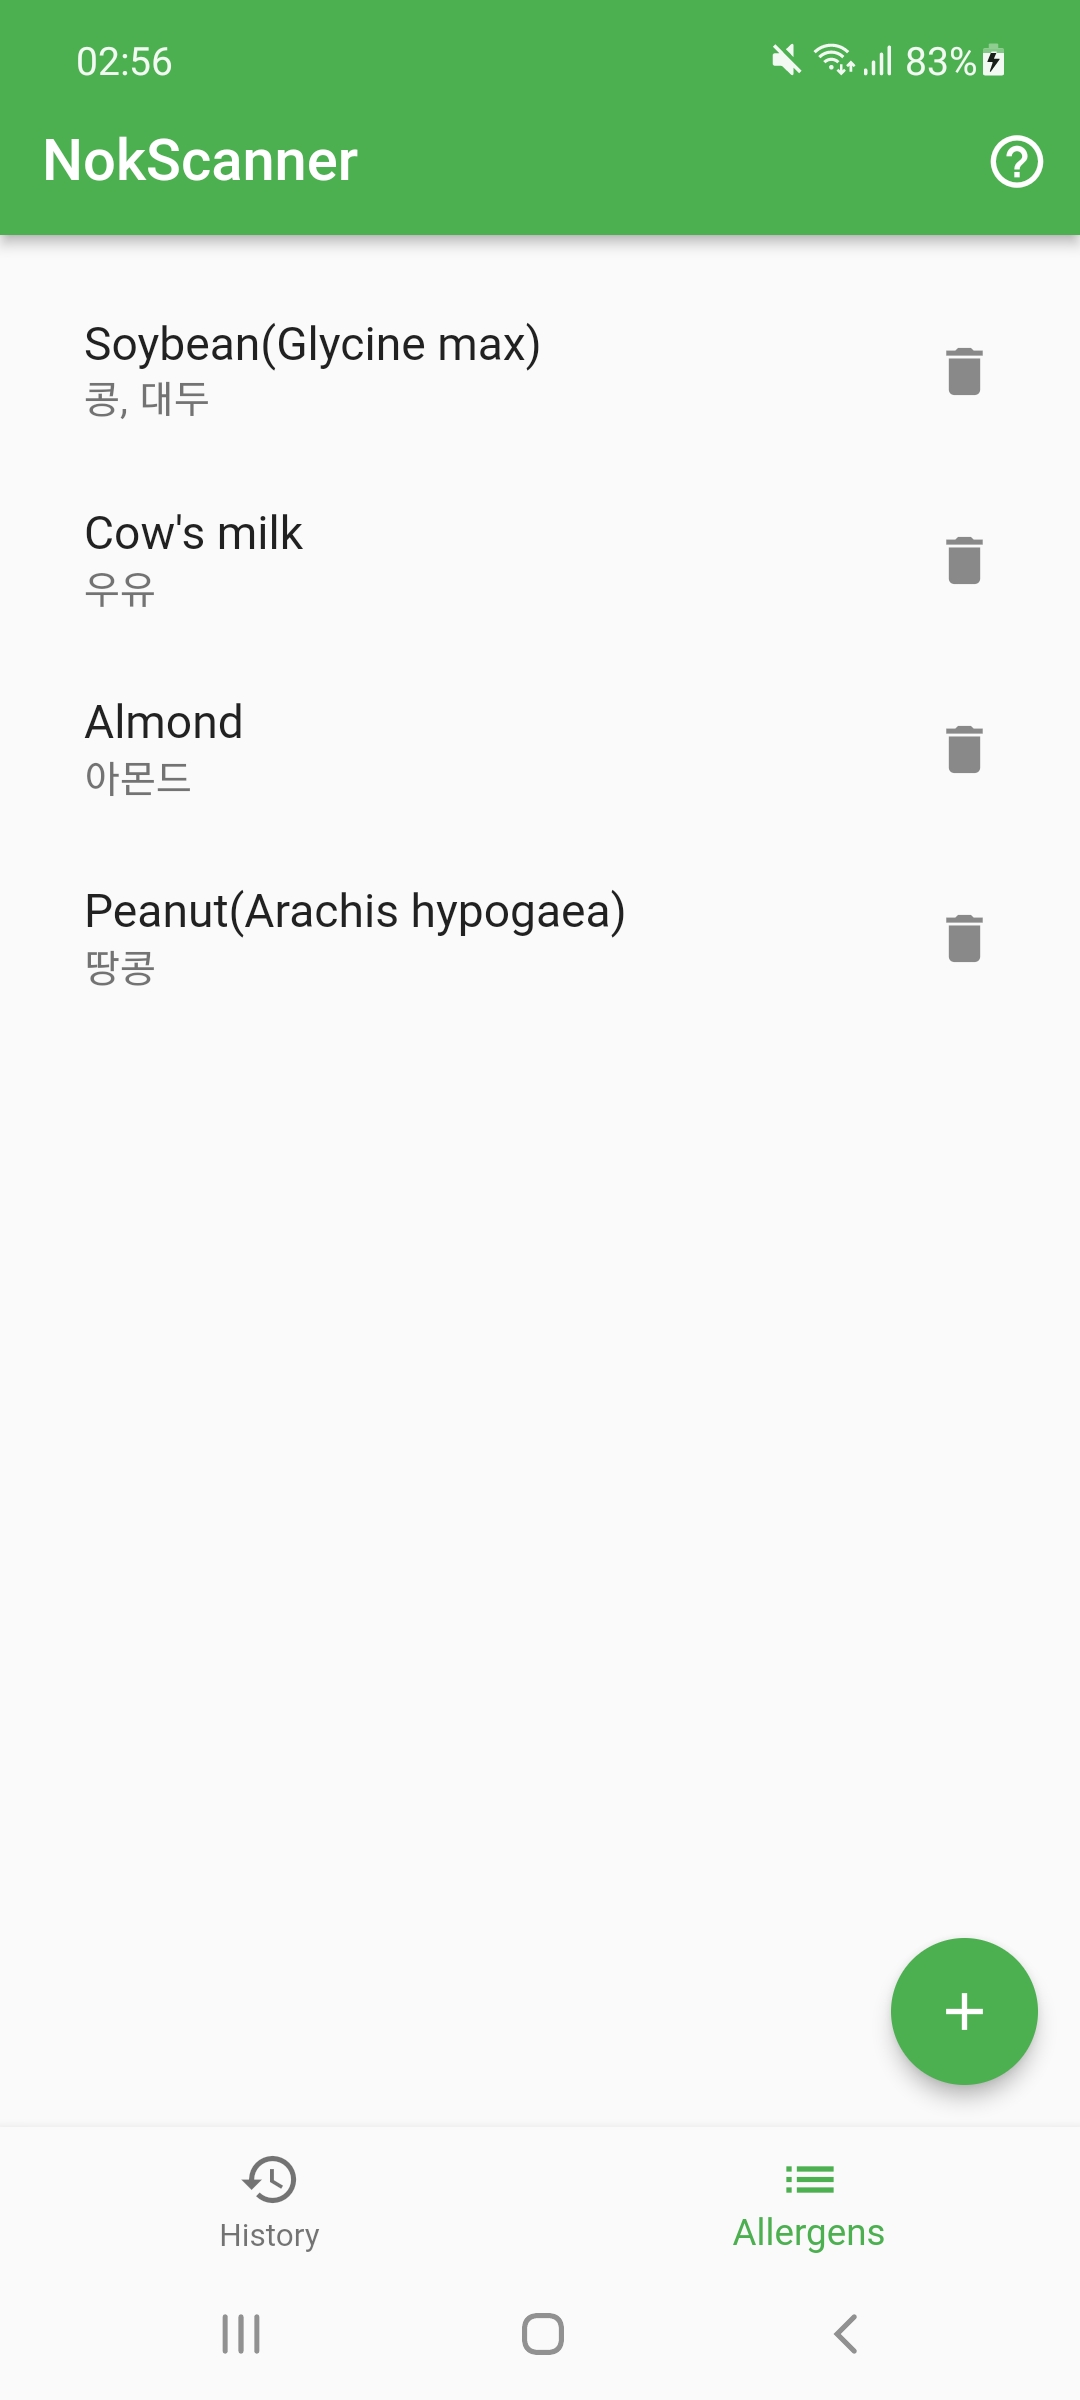 02:56
83%
NokScanner
Soybean(Glycine max)
콩, 대두
Cow's milk
우유
Almond
아몬드
Peanut(Arachis hypogaea)
땅콩
History
Allergens